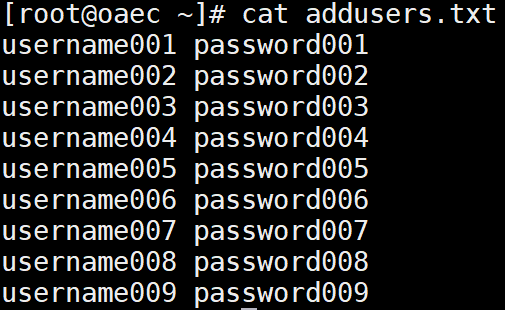 [root@oaec ~]# cat addusers.txt
username001 password001
username002 password002
username003 password003
username004 password004
username005 password005
username006 password006
username007 password007
username008 password008
username009 password009